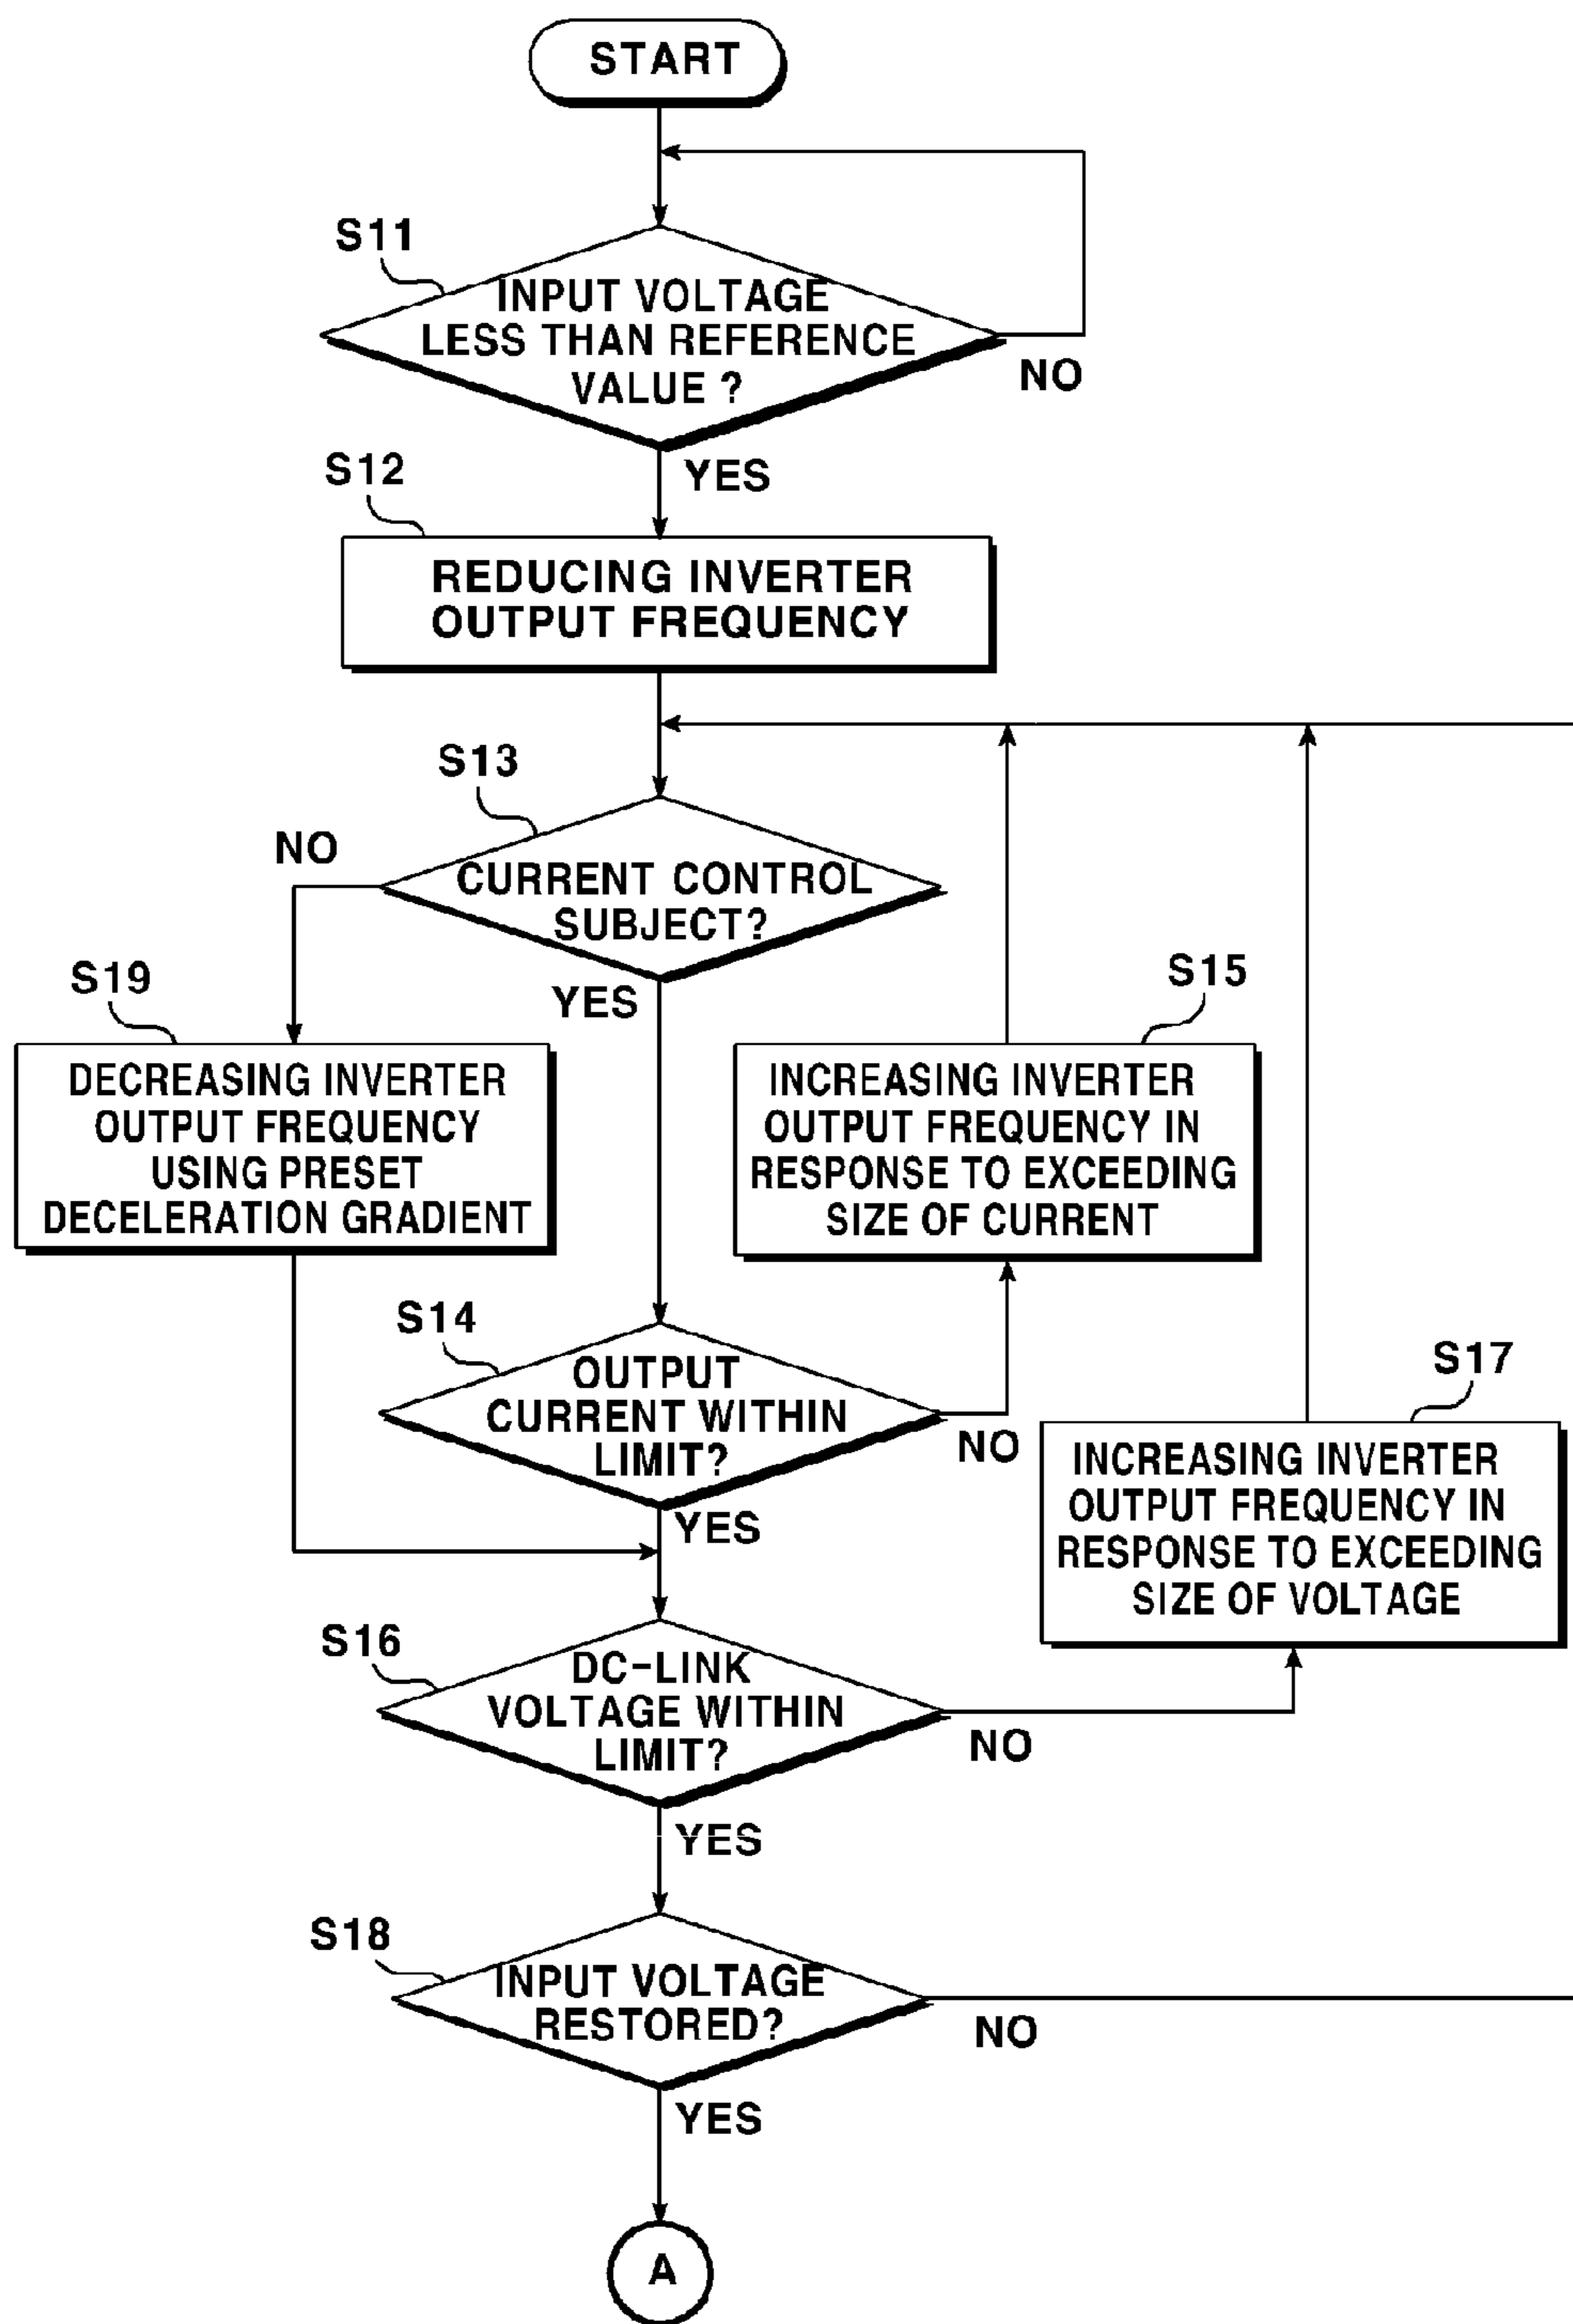 START
S11
INPUT VOLTAGE
LESS THAN REFERENCE
VALUE ?
NO
YES
S12
REDUCING INVERTER
OUTPUT FREQUENCY
S13
NO
CURRENT CONTROL
SUBJECT?
YES
S19
DECREASING INVERTER
OUTPUT FREQUENCY
USING PRESET
DECELERATION GRADIENT
S15
INCREASING INVERTER
OUTPUT FREQUENCY IN
RESPONSE TO EXCEEDING
SIZE OF CURRENT
S14
OUTPUT
CURRENT WITHIN
LIMIT?
NO
YES
S17
INCREASING INVERTER
OUTPUT FREQUENCY IN
RESPONSE TO EXCEEDING
SIZE OF VOLTAGE
S16
DC-LINK
VOLTAGE WITHIN
LIMIT?
NO
YES
S18
INPUT VOLTAGE
RESTORED?
NO
YES
A